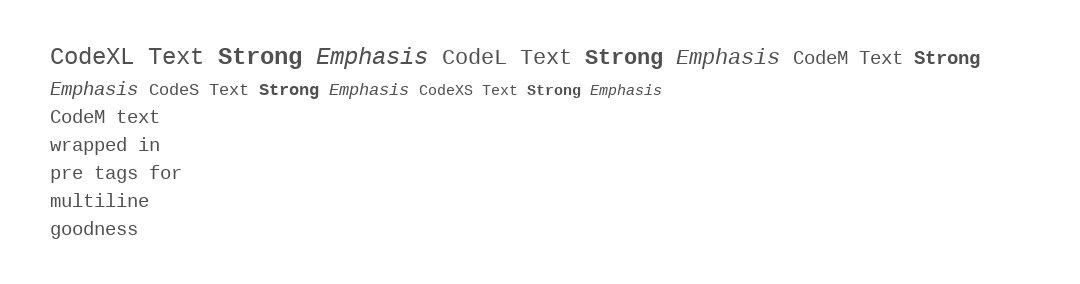 CodeXL Text Strong Emphasis CodeL Text Strong Emphasis CodeM Text Strong
Emphasis CodeS Text Strong Emphasis CodeXS Text Strong Emphasis
CodeM text
wrapped in
pre tags for
multiline
goodness